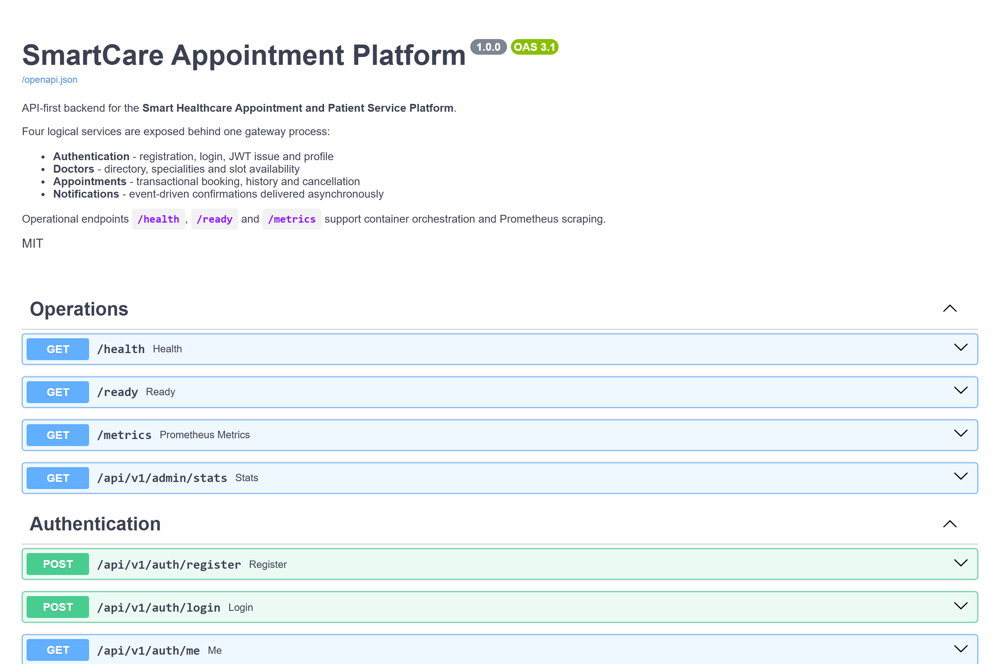 SmartCare Appointment Platform 1.0.0 OAS 3.1
/openapi.json
API-first backend for the Smart Healthcare Appointment and Patient Service Platform.
Four logical services are exposed behind one gateway process:
• Authentication - registration, login, JWT issue and profile
• Doctors - directory, specialities and slot availability
• Appointments - transactional booking, history and cancellation
• Notifications - event-driven confirmations delivered asynchronously
Operational endpoints /health, /ready and /metrics support container orchestration and Prometheus scraping.
MIT
Operations
GET /health Health
GET /ready Ready
GET /metrics Prometheus Metrics
GET /api/v1/admin/stats Stats
Authentication
POST /api/v1/auth/register Register
POST /api/v1/auth/login Login
GET /api/v1/auth/me Me